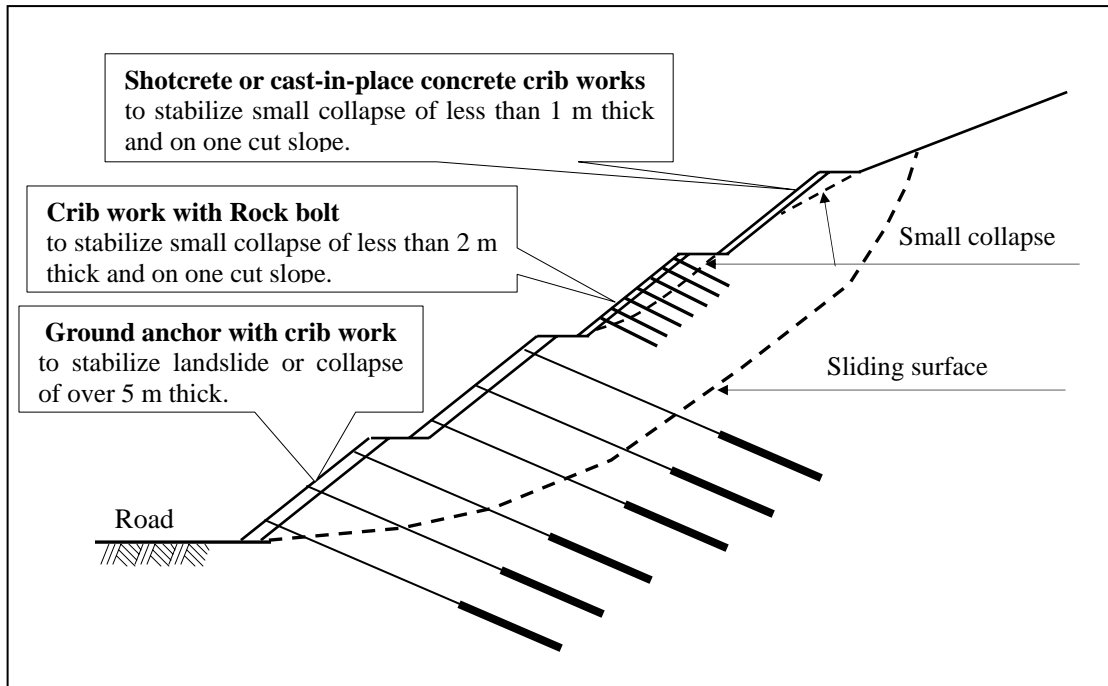 Shotcrete or cast-in-place concrete crib works
to stabilize small collapse of less than 1 m thick
and on one cut slope.
Crib work with Rock bolt
to stabilize small collapse of less than 2 m
thick and on one cut slope.
Small collapse
Ground anchor with crib work
to stabilize landslide or collapse
of over 5 m thick.
Sliding surface
Road